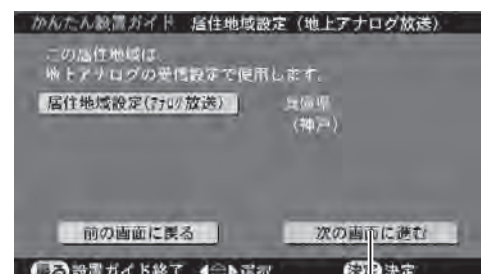 かんたん設置ガイド 居住地域設定（地上アナログ放送）
この居住地域は、
地上アナログの受信設定で使用します。
居住地域設定(ｱﾅﾛｸﾞ放送)
兵庫県
（神戸）
前の画面に戻る
次の画面に進む
戻る 設置ガイド終了 選択 決定 決定